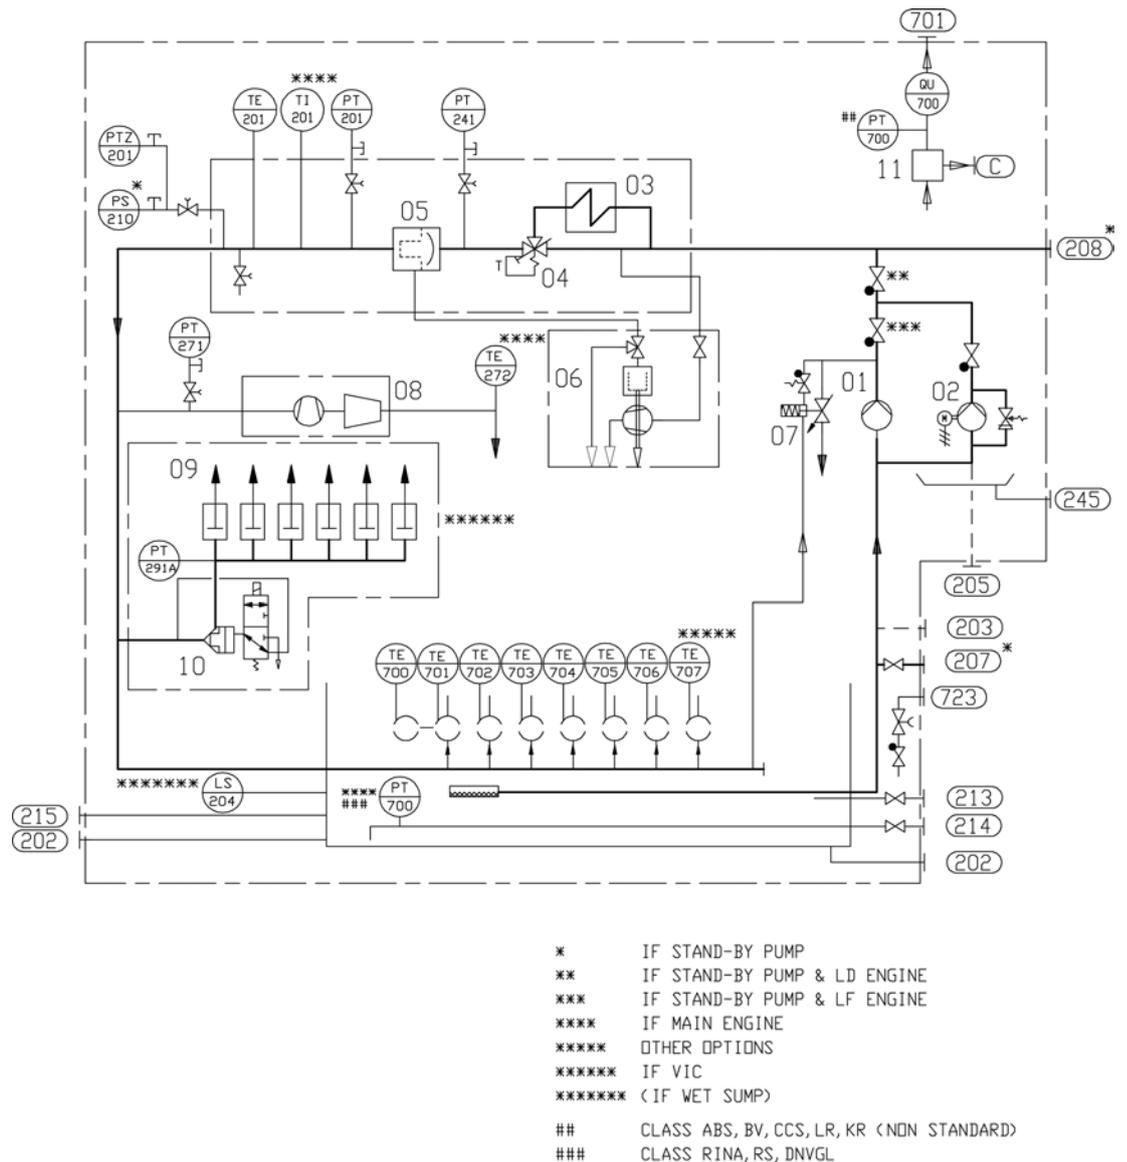 701
****
TE 201
TI 201
PT 201
PT 241
QU 700
## PT 700
PTZ 201
11
C
*
PS 210
T
T
03
05
*
208
T
04
**
***
PT 271
****
TE 272
06
08
01
02
07
09
******
245
PT 291A
205
203
*****
*
207
10
TE 700
TE 701
TE 702
TE 703
TE 704
TE 705
TE 706
TE 707
723
*******
LS 204
****
###
PT 700
213
215
214
202
202
* IF STAND-BY PUMP
** IF STAND-BY PUMP & LD ENGINE
*** IF STAND-BY PUMP & LF ENGINE
**** IF MAIN ENGINE
***** OTHER OPTIONS
****** IF VIC
******* (IF WET SUMP)
## CLASS ABS, BV, CCS, LR, KR (NON STANDARD)
### CLASS RINA, RS, DNVGL